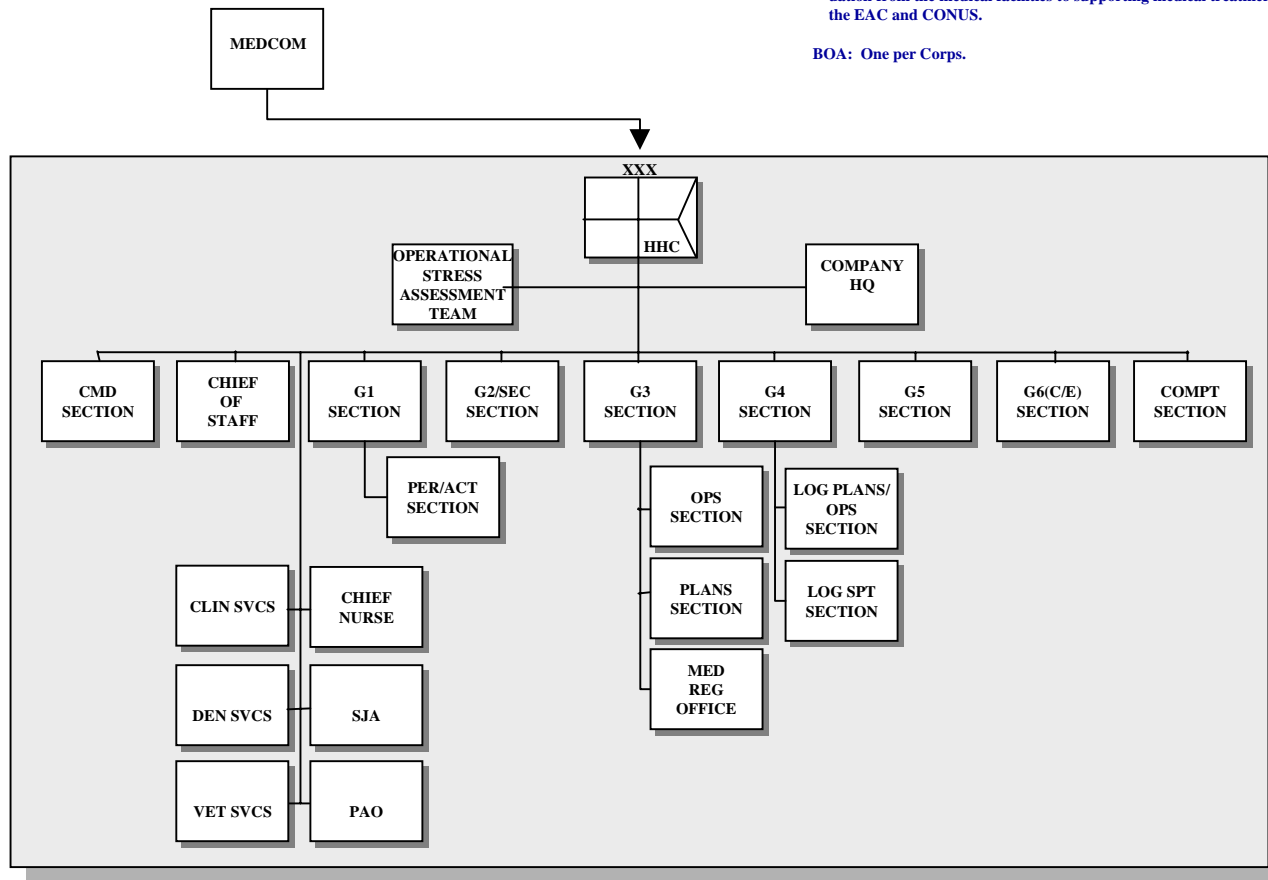 the EAC and CONUS.
BOA: One per Corps.
MEDCOM
XXX
HHC
OPERATIONAL
STRESS
ASSESSMENT
TEAM
COMPANY
HQ
CMD
SECTION
CHIEF
OF
STAFF
G1
SECTION
G2/SEC
SECTION
G3
SECTION
G4
SECTION
G5
SECTION
G6(C/E)
SECTION
COMPT
SECTION
PER/ACT
SECTION
OPS
SECTION
LOG PLANS/
OPS
SECTION
PLANS
SECTION
LOG SPT
SECTION
MED
REG
OFFICE
CLIN SVCS
CHIEF
NURSE
DEN SVCS
SJA
VET SVCS
PAO